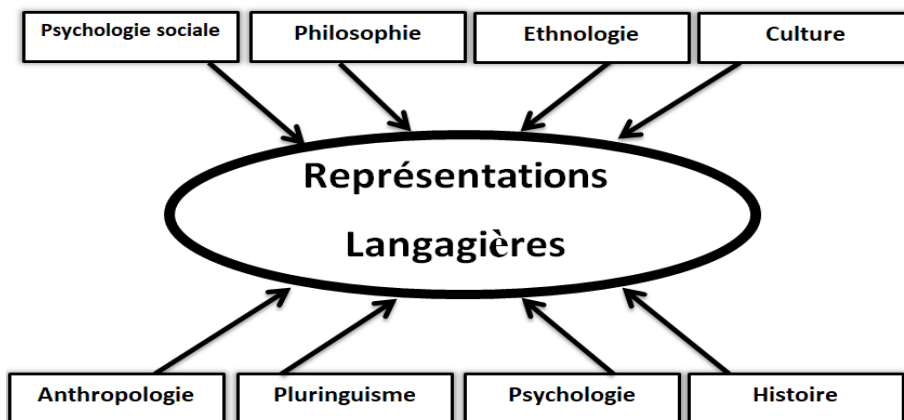 Psychologie sociale
Philosophie
Ethnologie
Culture
Représentations
Langagières
Anthropologie
Pluringuisme
Psychologie
Histoire